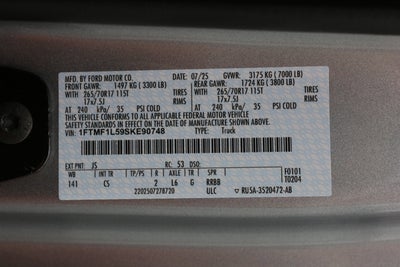 MFD. BY FORD MOTOR CO.
DATE: 07/25 GVWR: 3175 KG ( 7000 LB)
FRONT GAWR: 1497 KG ( 3300 LB) REAR GAWR: 1724 KG ( 3800 LB)
WITH WITH
265/70R17 115T TIRES 265/70R17 115T TIRES
17x7.5J RIMS 17x7.5J RIMS
AT 240 kPa/ 35 PSI COLD AT 240 kPa/ 35 PSI COLD
THIS VEHICLE CONFORMS TO ALL APPLICABLE FEDERAL MOTOR VEHICLE
SAFETY STANDARDS IN EFFECT ON THE DATE OF MANUFACTURE SHOWN ABOVE.
VIN: 1FTMF1L59SKE90748 TYPE: Truck
EXT PNT: JS RC: 53 DSO: F0101
WB INT TR TP/PS R AXLE TR SPR T0204
141 CS 2 L6 G RRBB
2202507278720 ULC RU5A-3520472-AB